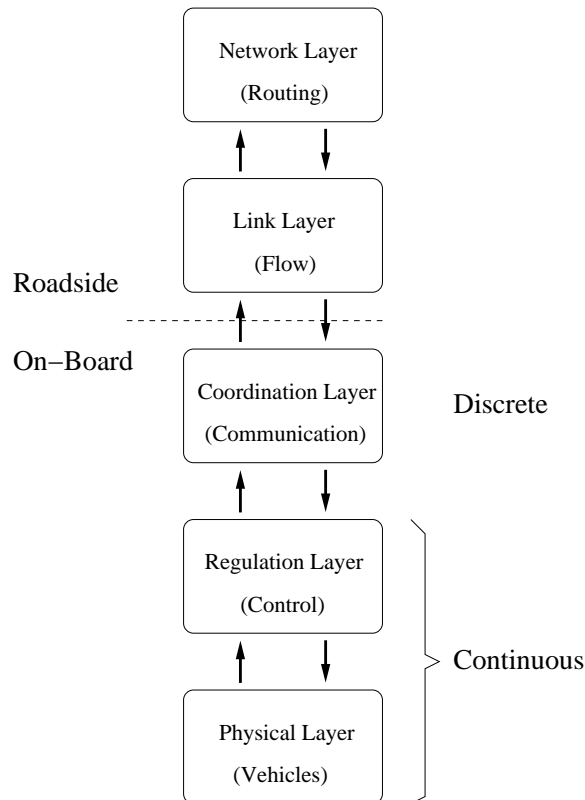 Network Layer
(Routing)
Link Layer
(Flow)
Roadside
On−Board
Coordination Layer
(Communication)
Discrete
Regulation Layer
(Control)
Continuous
Physical Layer
(Vehicles)